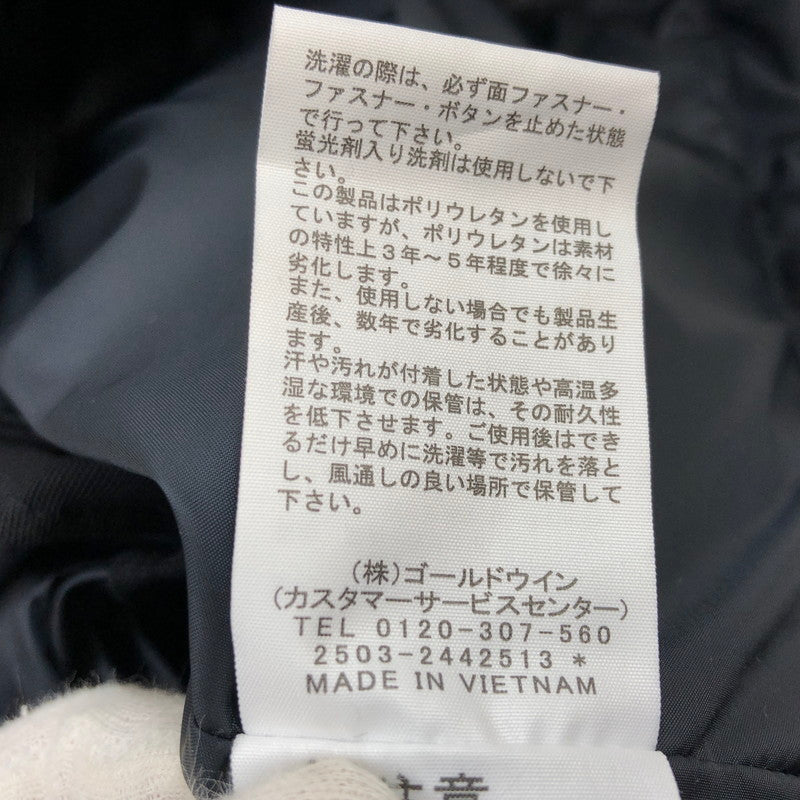 洗濯の際は、必ず面ファスナー・
ファスナー・ボタンを止めた状態
で行って下さい。
蛍光剤入り洗剤は使用しないで下
さい。
この製品はポリウレタンを使用し
ていますが、ポリウレタンは素材
の特性上3年~5年程度で徐々に
劣化します。
また、使用しない場合でも製品生
産後、数年で劣化することがあり
ます。
汗や汚れが付着した状態や高温多
湿な環境での保管は、その耐久性
を低下させます。ご使用後はでき
るだけ早めに洗濯等で汚れを落と
し、風通しの良い場所で保管して
下さい。
(株)ゴールドウイン
(カスタマーサービスセンター)
TEL 0120-307-560
2503-2442513 *
MADE IN VIETNAM
注意